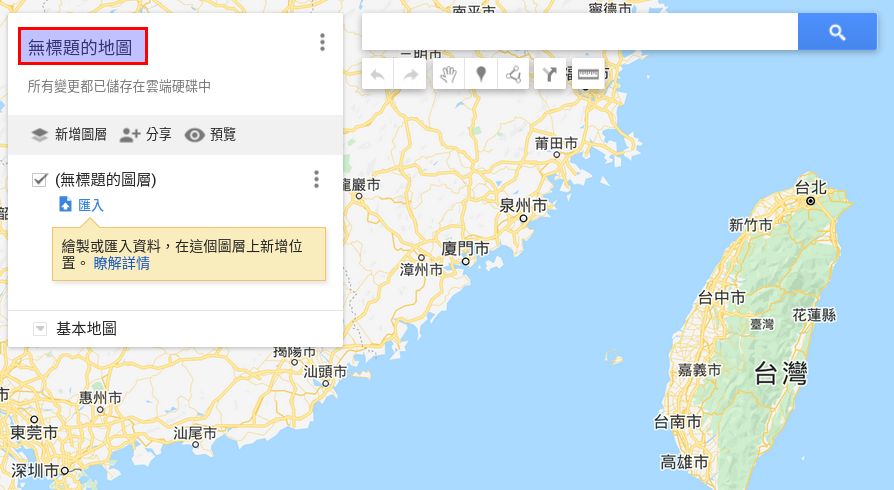 無標題的地圖
所有變更都已儲存在雲端硬碟中
新增圖層
分享
預覽
(無標題的圖層)
匯入
繪製或匯入資料，在這個圖層上新增位
置。 瞭解詳情
基本地圖
南平市
寧德市
三明市
莆田市
龍巖市
泉州市
廈門市
漳州市
揭陽市
汕頭市
惠州市
東莞市
汕尾市
深圳市
台北
新竹市
台中市
臺灣
花蓮縣
嘉義市
台灣
台南市
高雄市